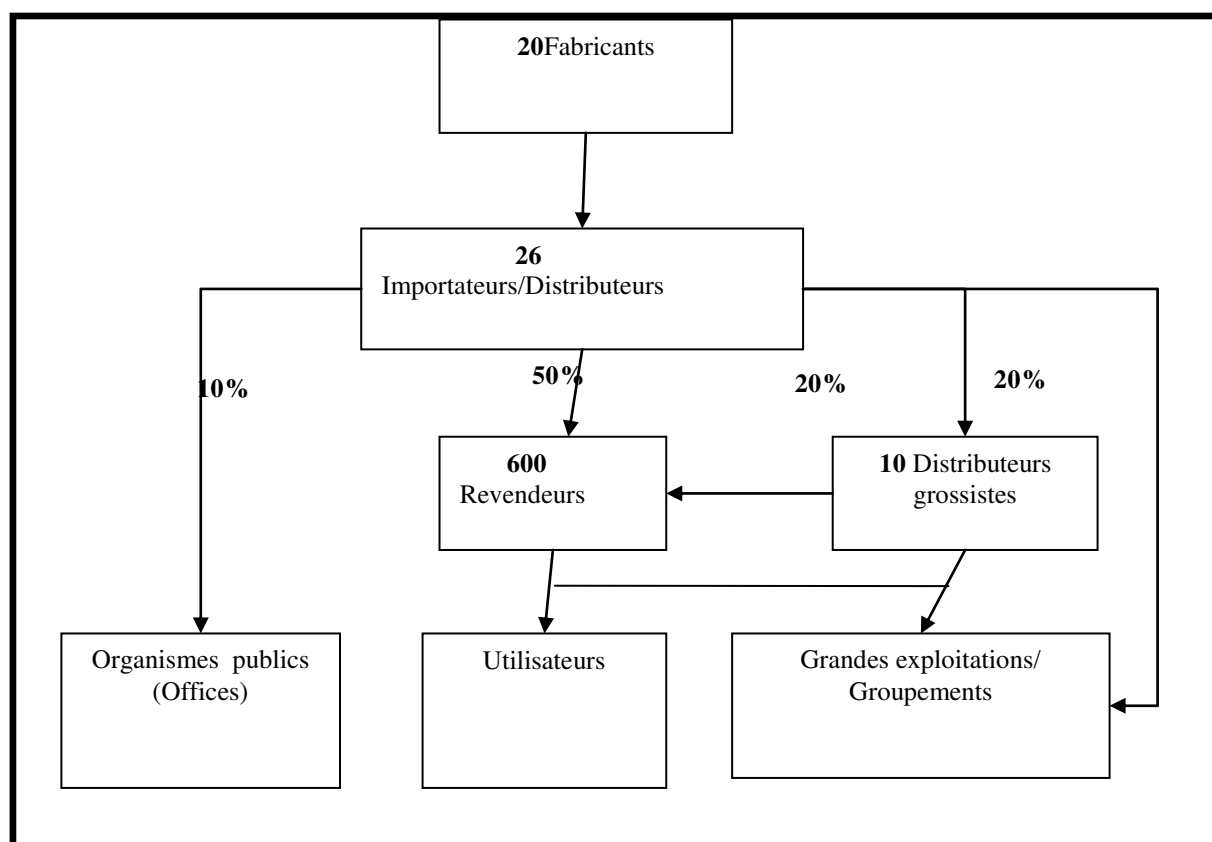 20Fabricants
26
Importateurs/Distributeurs
10%
50%
20%
20%
600
Revendeurs
10 Distributeurs
grossistes
Organismes publics
(Offices)
Utilisateurs
Grandes exploitations/
Groupements